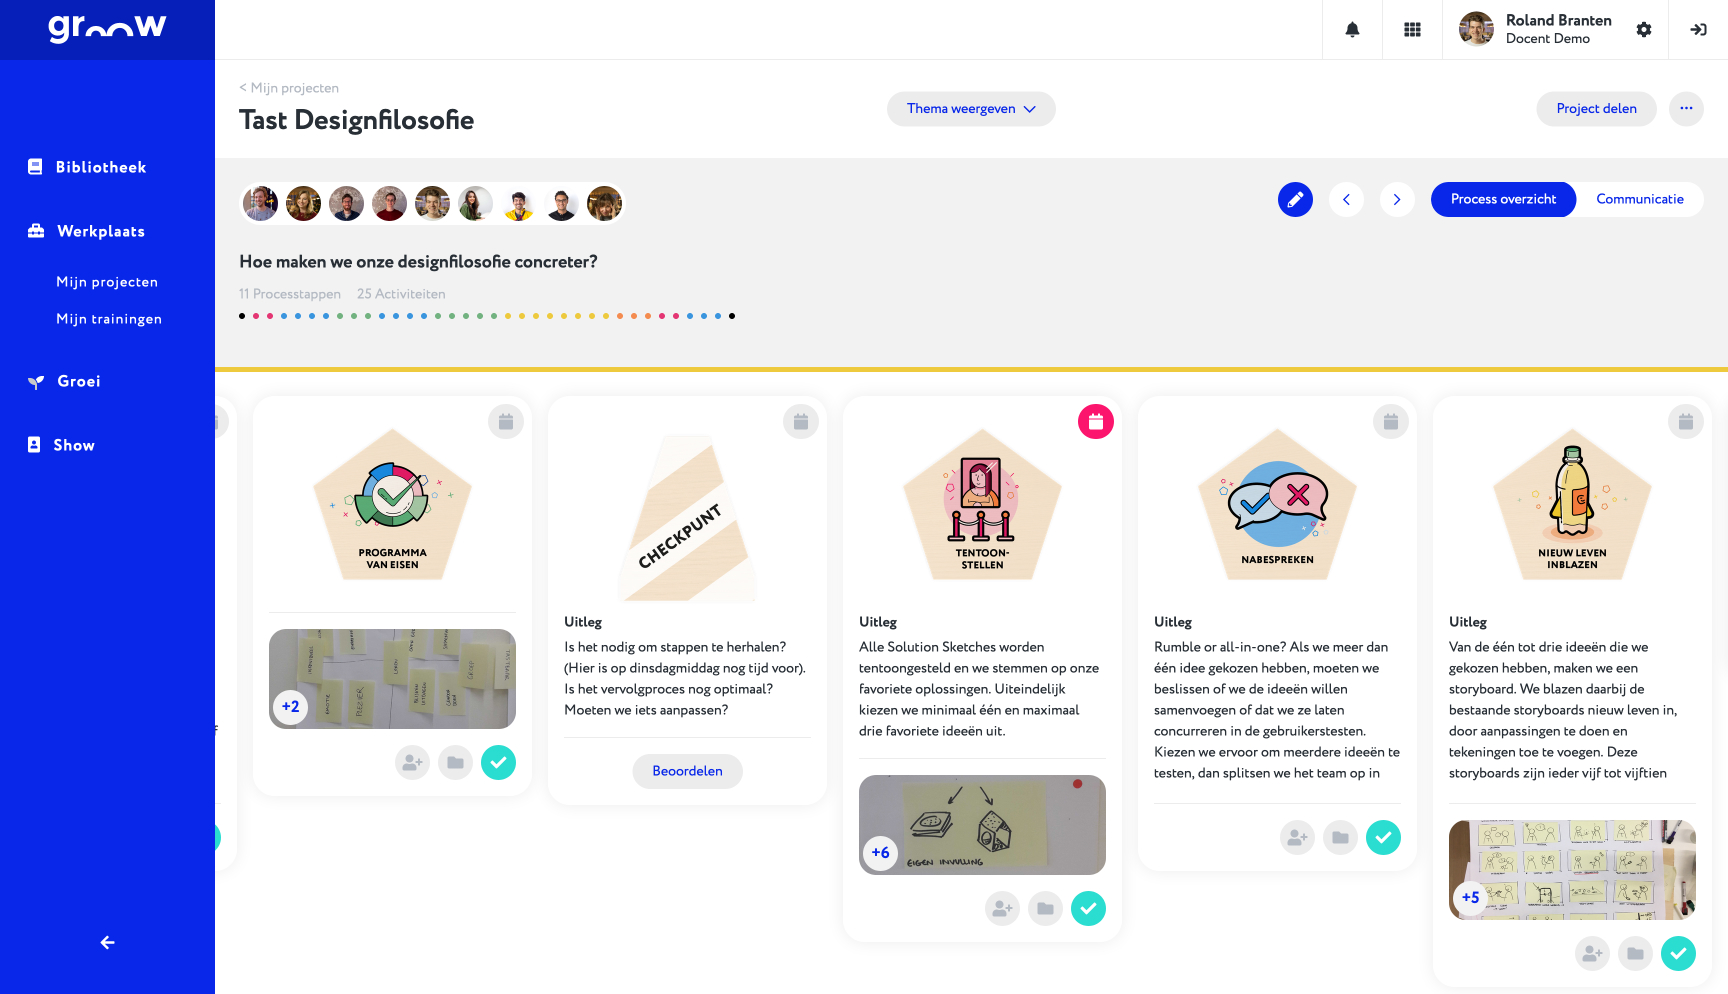 groow
Roland Branten
Docent Demo
< Mijn projecten
Tast Designfilosofie
Thema weergeven
Project delen
Bibliotheek
Werkplaats
Mijn projecten
Mijn trainingen
Groei
Show
Process overzicht
Communicatie
Hoe maken we onze designfilosofie concreter?
11 Processtappen
25 Activiteiten
PROGRAMMA
VAN EISEN
+2
CHECKPUNT
Uitleg
Is het nodig om stappen te herhalen?
(Hier is op dinsdagmiddag nog tijd voor).
Is het vervolgproces nog optimaal?
Moeten we iets aanpassen?
Beoordelen
TENTOON-
STELLEN
Uitleg
Alle Solution Sketches worden
tentoongesteld en we stemmen op onze
favoriete oplossingen. Uiteindelijk
kiezen we minimaal één en maximaal
drie favoriete ideeën uit.
EIGEN INVULLING
+6
NABESPREKEN
Uitleg
Rumble or all-in-one? Als we meer dan
één idee gekozen hebben, moeten we
beslissen of we de ideeën willen
samenvoegen of dat we ze laten
concurreren in de gebruikerstesten.
Kiezen we ervoor om meerdere ideeën te
testen, dan splitsen we het team op in
NIEUW LEVEN
INBLAZEN
Uitleg
Van de één tot drie ideeën die we
gekozen hebben, maken we een
storyboard. We blazen daarbij de
bestaande storyboards nieuw leven in,
door aanpassingen te doen en
tekeningen toe te voegen. Deze
storyboards zijn ieder vijf tot vijftien
+5